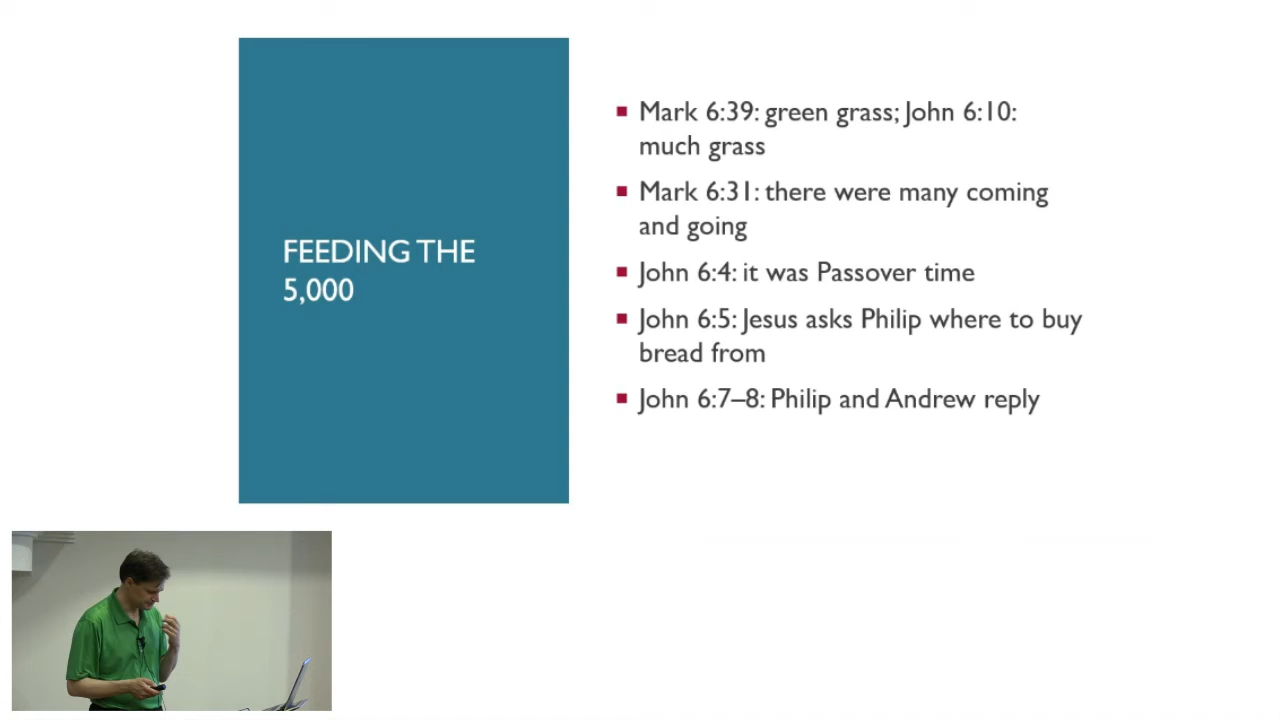 FEEDING THE
5,000
Mark 6:39: green grass; John 6:10:
much grass
Mark 6:31: there were many coming
and going
John 6:4: it was Passover time
John 6:5: Jesus asks Philip where to buy
bread from
John 6:7–8: Philip and Andrew reply